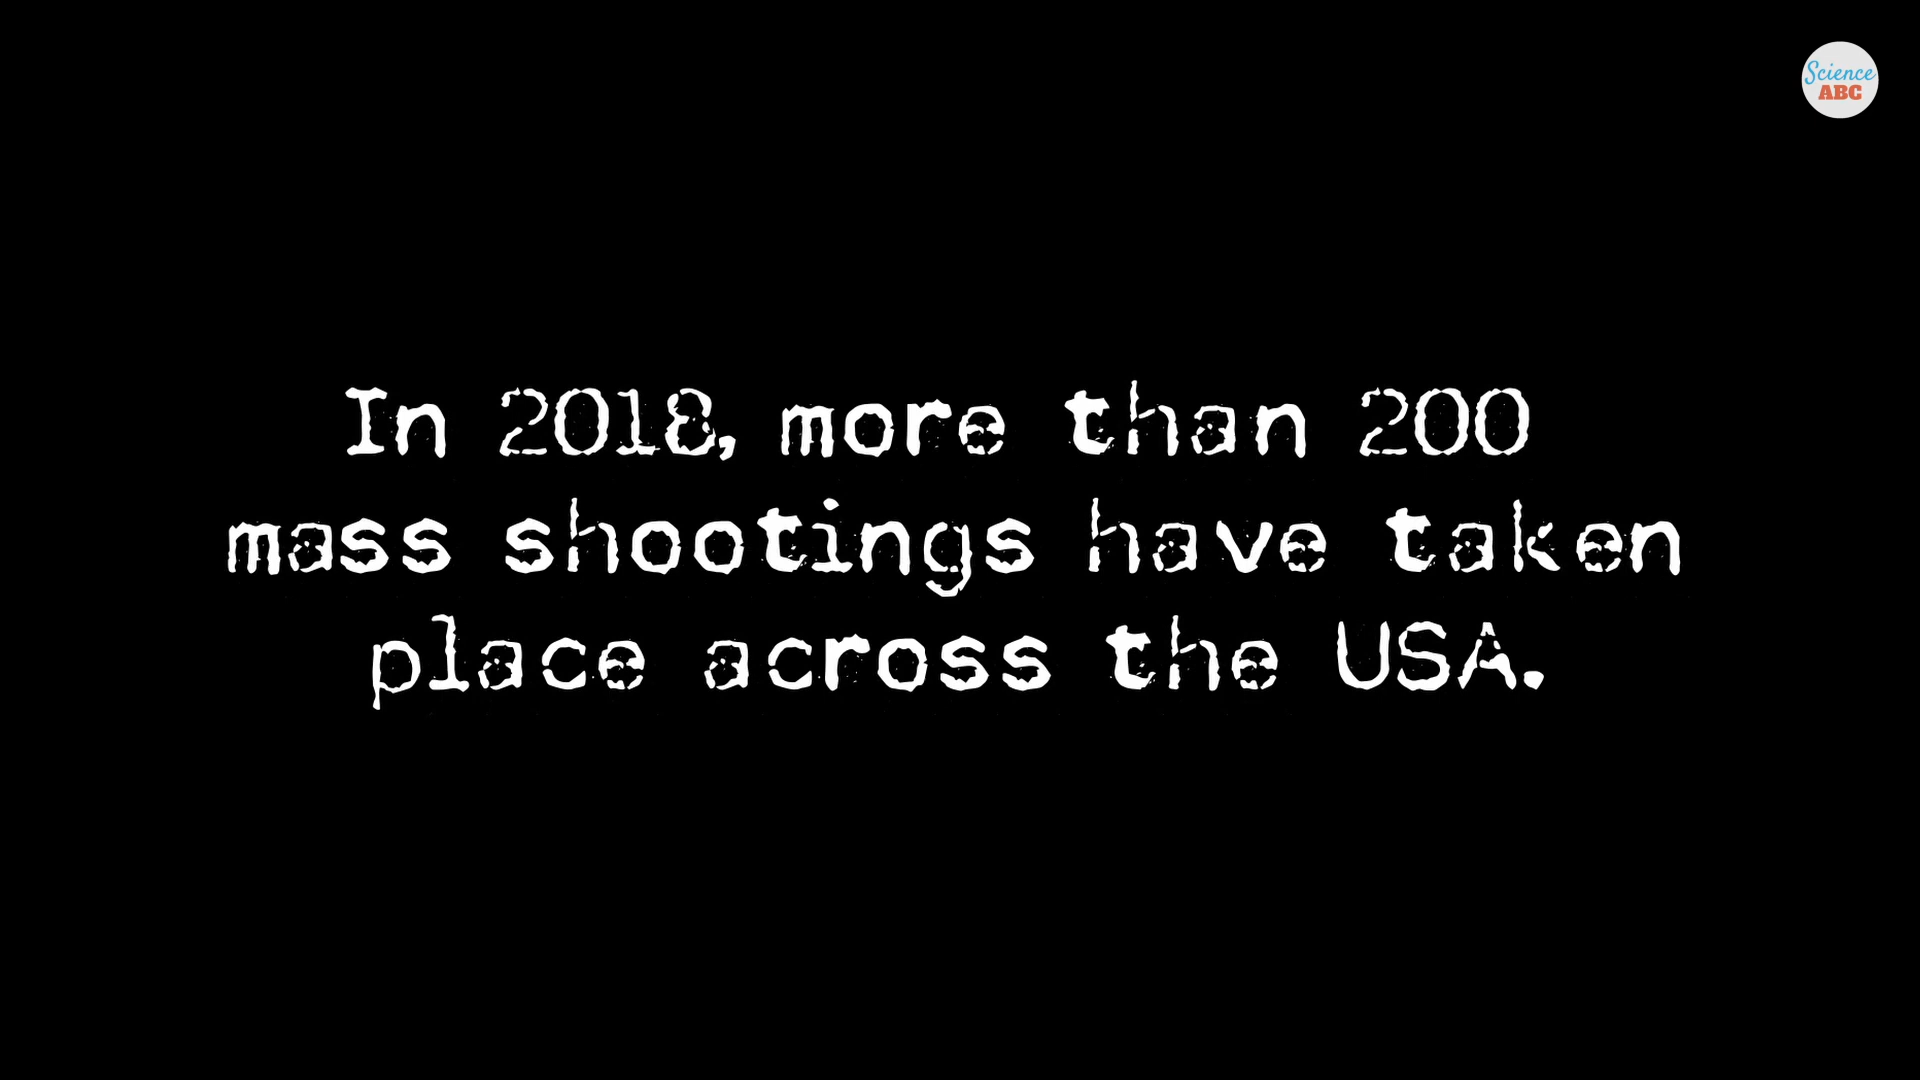 Science
ABC
In 2018, more than 200
mass shootings have taken
place across the USA.